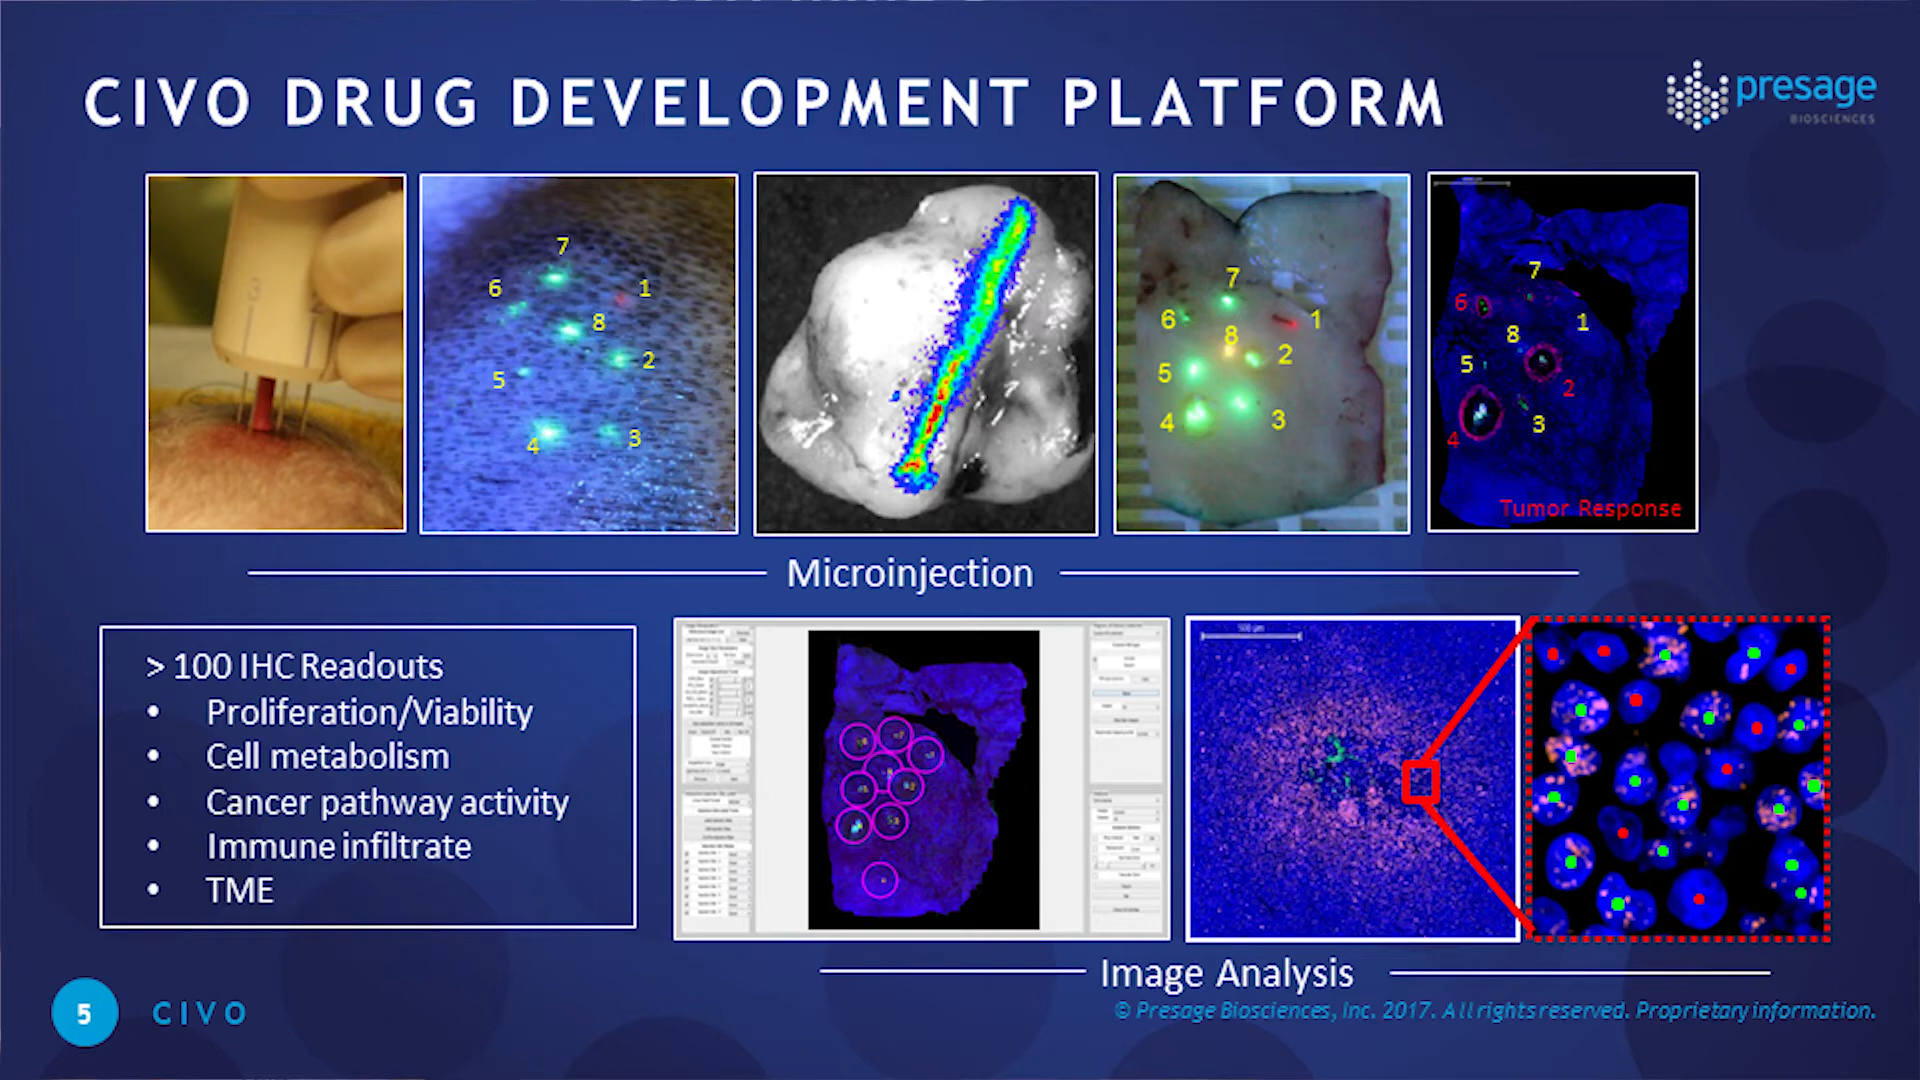 CIVO DRUG DEVELOPMENT PLATFORM
presage
BIOSCIENCES
7
6
1
8
2
5
4
3
7
6
1
8
2
5
4
3
7
6
1
8
5
2
3
4
Tumor Response
Microinjection
> 100 IHC Readouts
• Proliferation/Viability
• Cell metabolism
• Cancer pathway activity
• Immune infiltrate
• TME
500 µm
Image Analysis
5
CIVO
© Presage Biosciences, Inc. 2017. All rights reserved. Proprietary information.